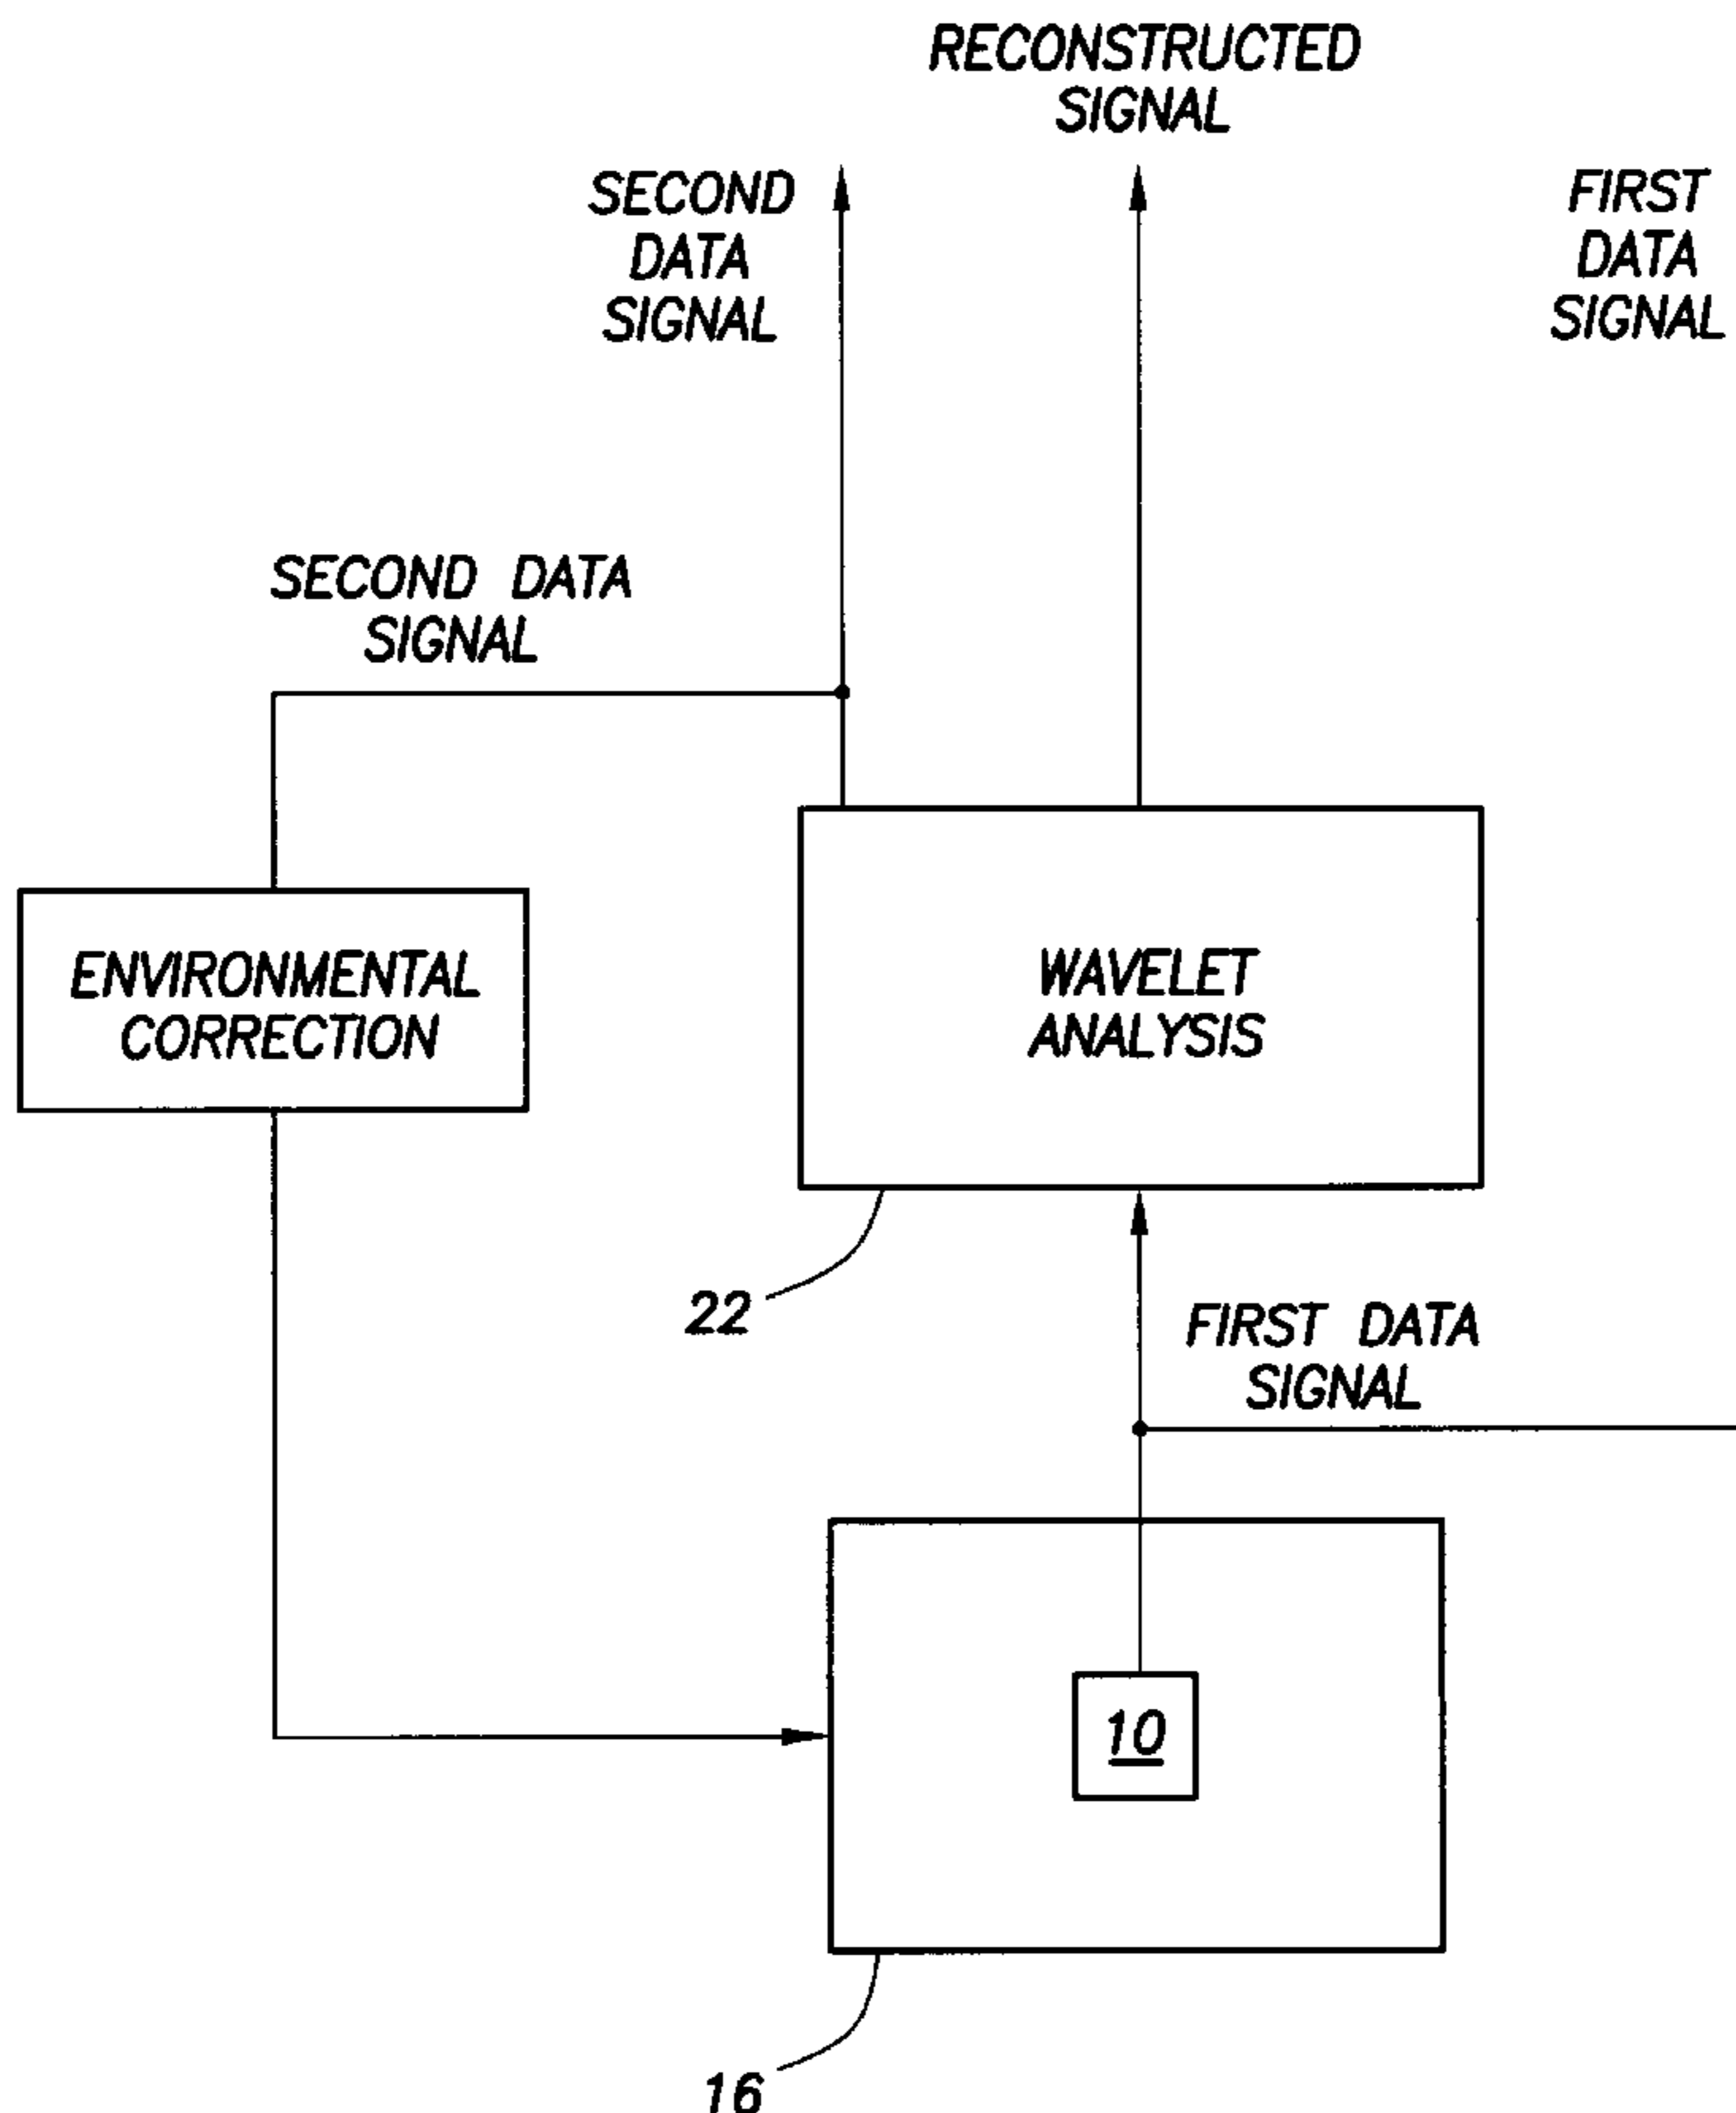 RECONSTRUCTED
SIGNAL
SECOND
DATA
SIGNAL
FIRST
DATA
SIGNAL
SECOND DATA
SIGNAL
ENVIRONMENTAL
CORRECTION
WAVELET
ANALYSIS
22
FIRST DATA
SIGNAL
10
16